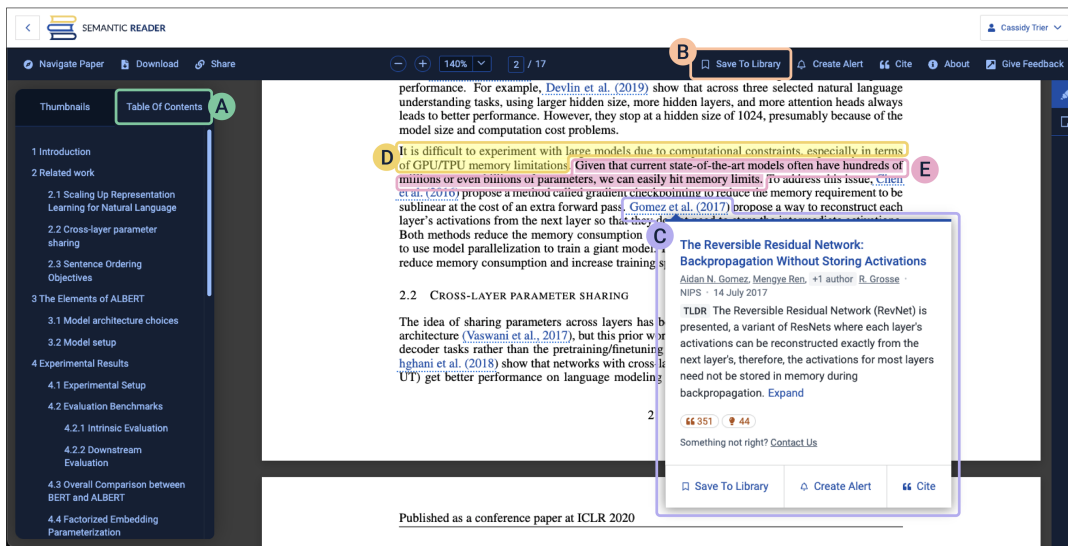 SEMANTIC READER
Cassidy Trier
Navigate Paper Download Share
140% 2 / 17
B
Save To Library Create Alert Cite About Give Feedback
Thumbnails Table Of Contents A
1 Introduction
2 Related work
2.1 Scaling Up Representation
Learning for Natural Language
2.2 Cross-layer parameter
sharing
2.3 Sentence Ordering
Objectives
3 The Elements of ALBERT
3.1 Model architecture choices
3.2 Model setup
4 Experimental Results
4.1 Experimental Setup
4.2 Evaluation Benchmarks
4.2.1 Intrinsic Evaluation
4.2.2 Downstream
Evaluation
4.3 Overall Comparison between
BERT and ALBERT
4.4 Factorized Embedding
Parameterization
performance. For example, Devlin et al. (2019) show that across three selected natural language
understanding tasks, using larger hidden size, more hidden layers, and more attention heads always
leads to better performance. However, they stop at a hidden size of 1024, presumably because of the
model size and computation cost problems.
D
It is difficult to experiment with large models due to computational constraints, especially in terms
of GPU/TPU memory limitations. Given that current state-of-the-art models often have hundreds of
E
millions or even billions of parameters, we can easily hit memory limits. To address this issue, Chen
et al. (2016) propose a method called gradient checkpointing to reduce the memory requirement to be
sublinear at the cost of an extra forward pass. Gomez et al. (2017) propose a way to reconstruct each
layer's activations from the next layer so that they do not need to store the intermediate activations.
Both methods reduce the memory consumption
to use model parallelization to train a giant model.
reduce memory consumption and increase training
2.2 CROSS-LAYER PARAMETER SHARING
The idea of sharing parameters across layers has
architecture (Vaswani et al., 2017), but this prior
decoder tasks rather than the pretraining/finetuning
hghani et al. (2018) show that networks with
UT) get better performance on language modeling
2
C
The Reversible Residual Network:
Backpropagation Without Storing Activations
Aidan N. Gomez, Mengye Ren, +1 author R. Grosse ·
NIPS · 14 July 2017
TLDR The Reversible Residual Network (RevNet) is
presented, a variant of ResNets where each layer's
activations can be reconstructed exactly from the
next layer's, therefore, the activations for most layers
need not be stored in memory during
backpropagation. Expand
351 44
Something not right? Contact Us
Save To Library Create Alert Cite
Published as a conference paper at ICLR 2020